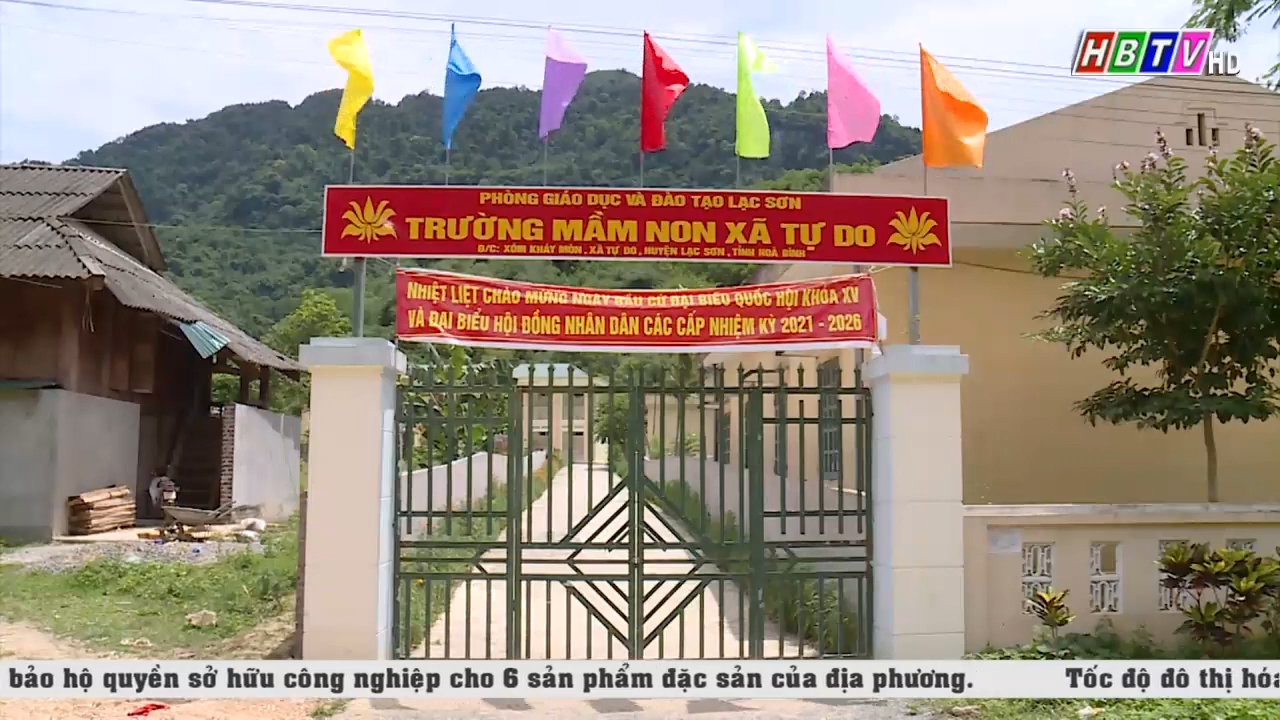 HBTV HD
PHÒNG GIÁO DỤC VÀ ĐÀO TẠO LẠC SƠN
TRƯỜNG MẦM NON XÃ TỰ DO
Đ/C: XÓM KHÁY MÒN, XÃ TỰ DO, HUYỆN LẠC SƠN, TỈNH HOÀ BÌNH
NHIỆT LIỆT CHÀO MỪNG NGÀY BẦU CỬ ĐẠI BIỂU QUỐC HỘI KHÓA XV
VÀ ĐẠI BIỂU HỘI ĐỒNG NHÂN DÂN CÁC CẤP NHIỆM KỲ 2021 - 2026
bảo hộ quyền sở hữu công nghiệp cho 6 sản phẩm đặc sản của địa phương. Tốc độ đô thị hóa